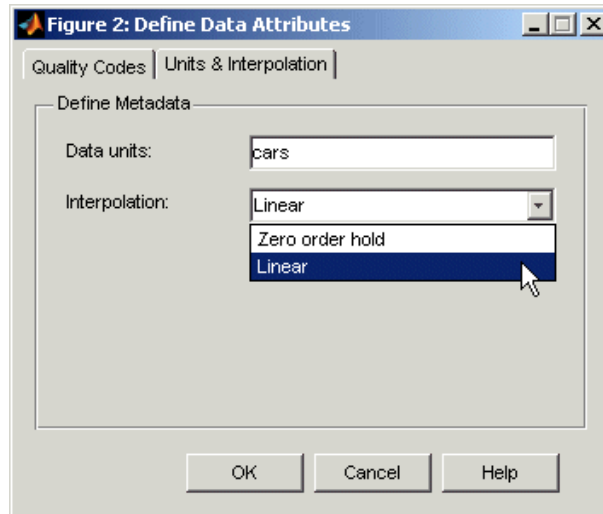 Figure 2: Define Data Attributes
Quality Codes Units & Interpolation
Define Metadata
Data units: cars
Interpolation: Linear
Zero order hold
Linear
OK Cancel Help